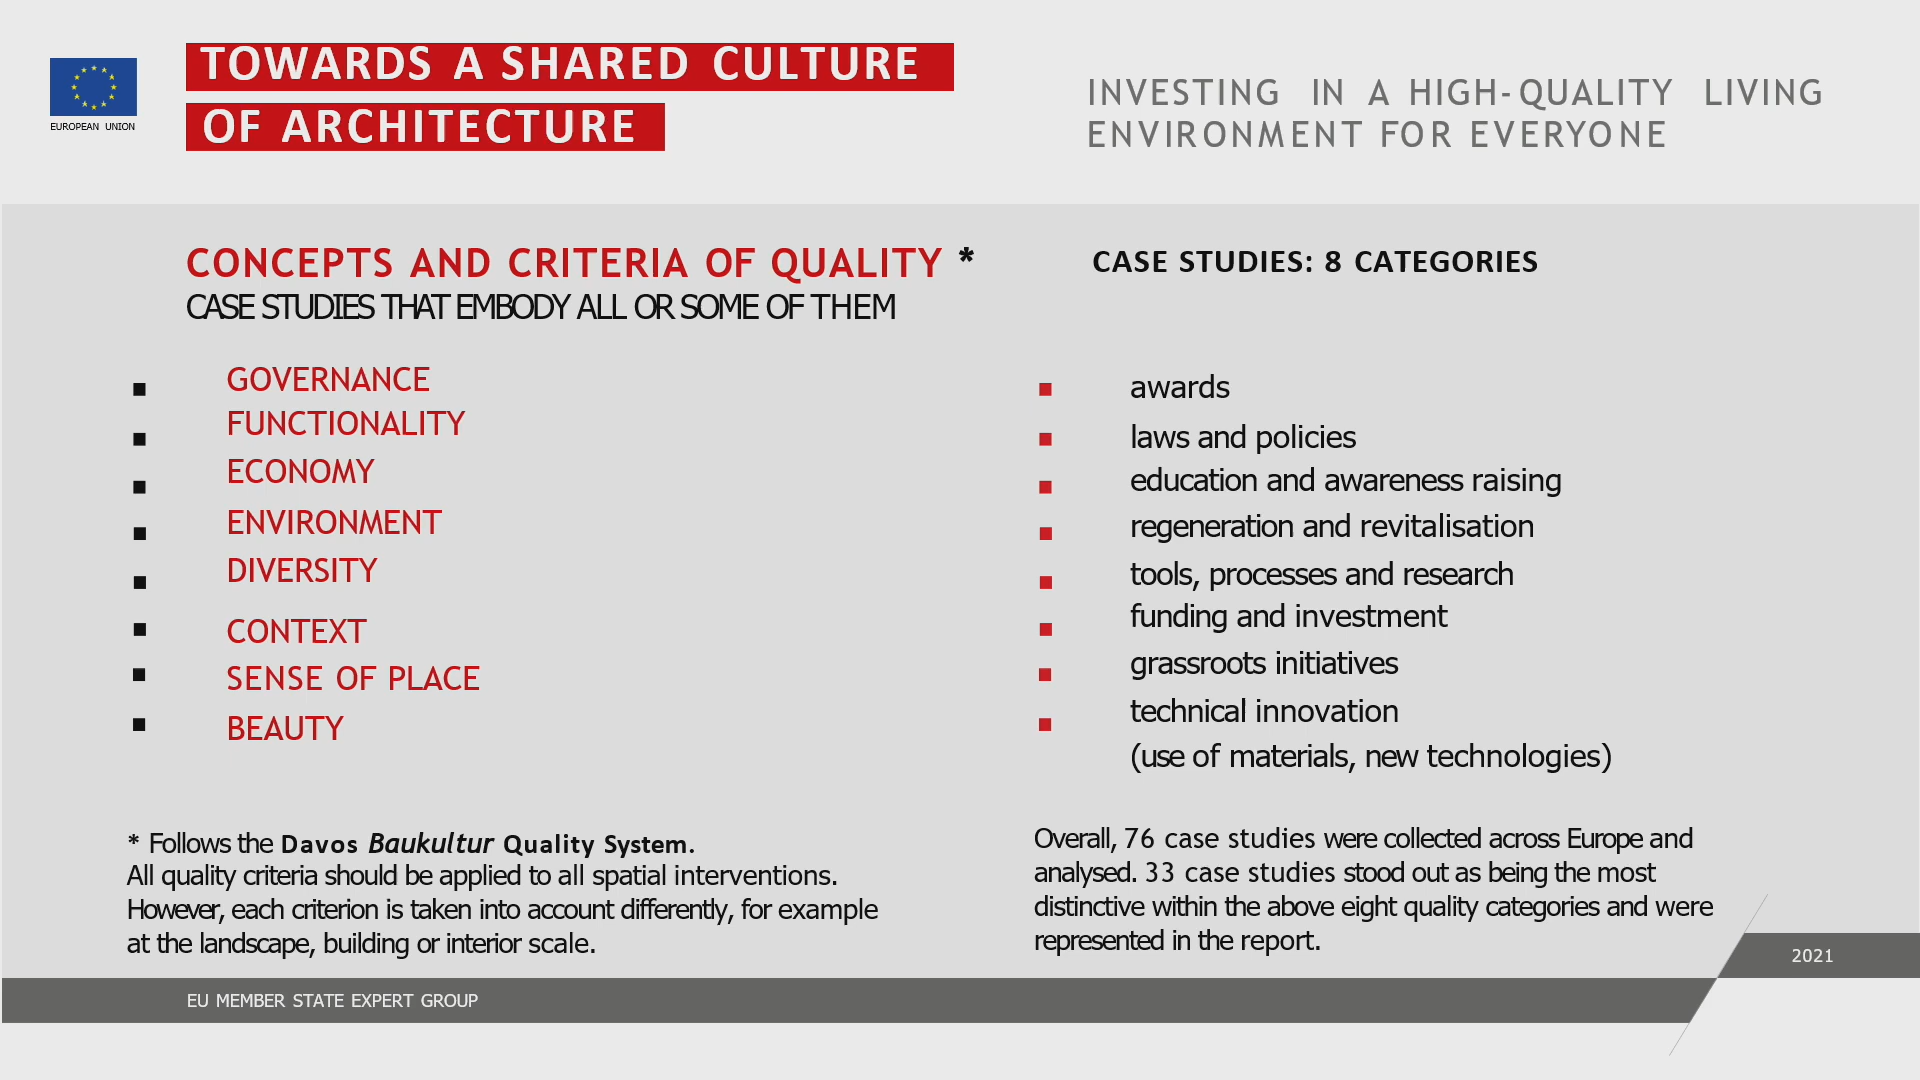 TOWARDS A SHARED CULTURE
OF ARCHITECTURE
EUROPEAN UNION
INVESTING IN A HIGH-QUALITY LIVING
ENVIRONMENT FOR EVERYONE
CONCEPTS AND CRITERIA OF QUALITY *
CASE STUDIES THAT EMBODY ALL OR SOME OF THEM
▪ GOVERNANCE
▪ FUNCTIONALITY
▪ ECONOMY
▪ ENVIRONMENT
▪ DIVERSITY
▪ CONTEXT
▪ SENSE OF PLACE
▪ BEAUTY
* Follows the Davos Baukultur Quality System.
All quality criteria should be applied to all spatial interventions.
However, each criterion is taken into account differently, for example
at the landscape, building or interior scale.
CASE STUDIES: 8 CATEGORIES
▪ awards
▪ laws and policies
▪ education and awareness raising
▪ regeneration and revitalisation
▪ tools, processes and research
▪ funding and investment
▪ grassroots initiatives
▪ technical innovation
(use of materials, new technologies)
Overall, 76 case studies were collected across Europe and
analysed. 33 case studies stood out as being the most
distinctive within the above eight quality categories and were
represented in the report.
2021
EU MEMBER STATE EXPERT GROUP